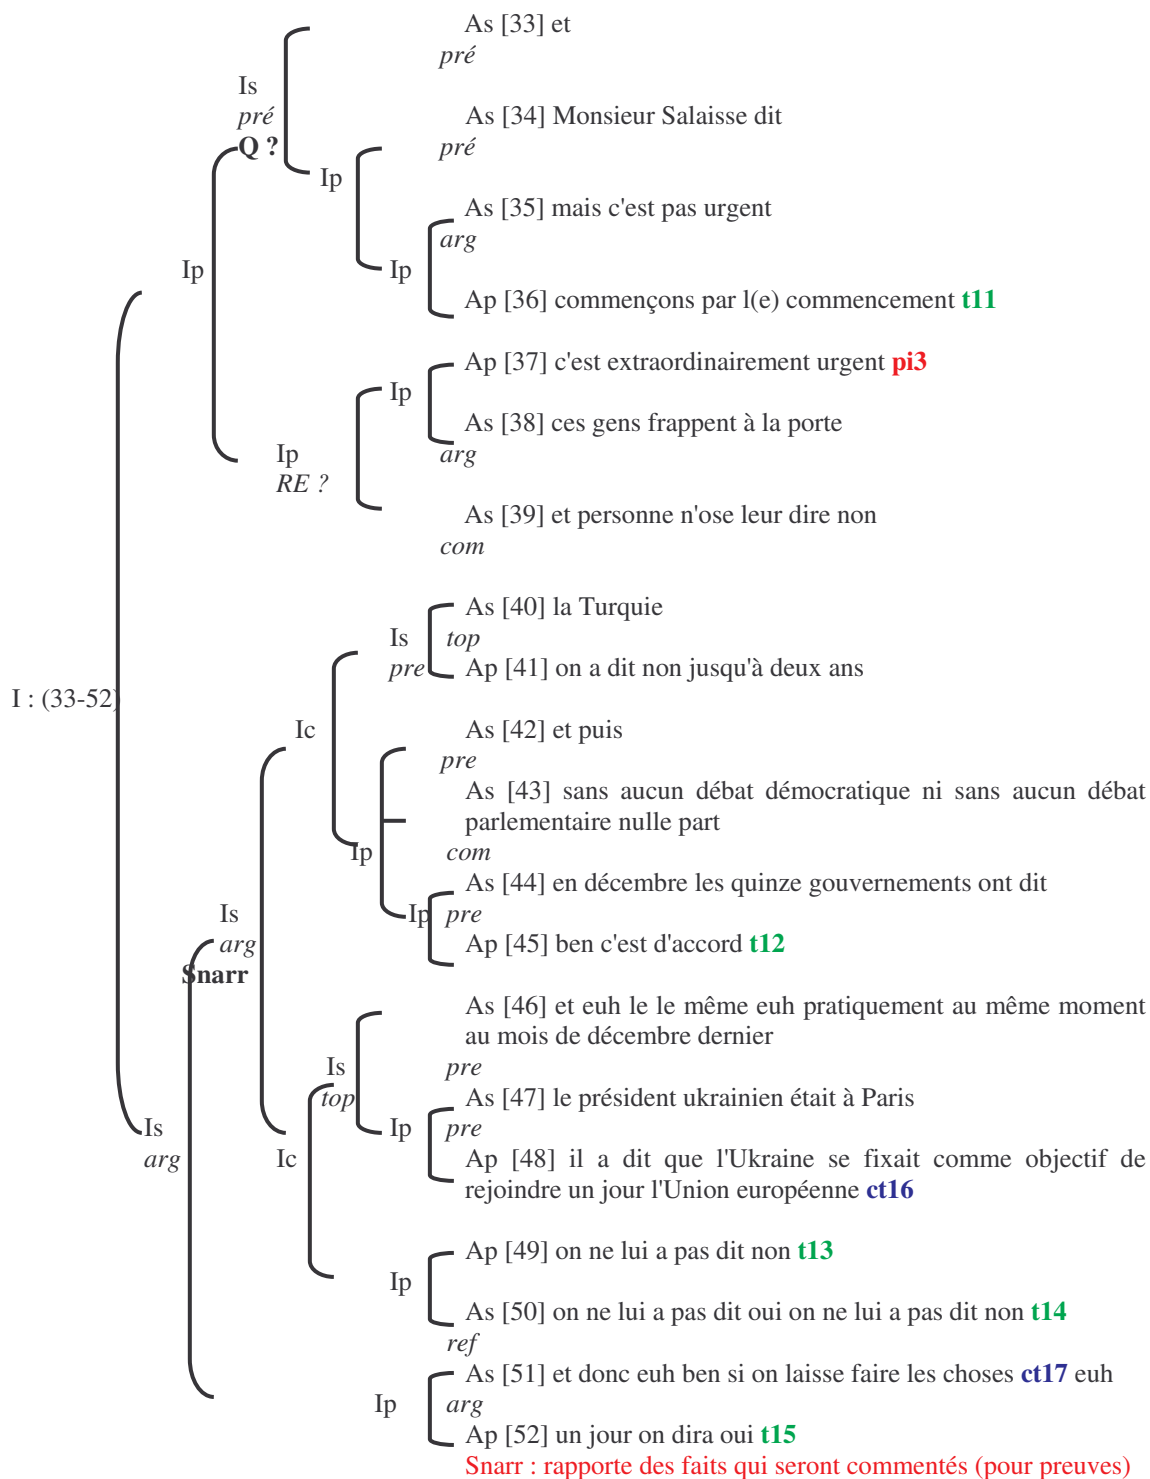 As [33] et
pré
Is
pré
Q ?
As [34] Monsieur Salaisse dit
pré
Ip
As [35] mais c'est pas urgent
arg
Ip
Ip
Ap [36] commençons par l(e) commencement t11
Ap [37] c'est extraordinairement urgent pi3
Ip
As [38] ces gens frappent à la porte
arg
Ip
RE ?
As [39] et personne n'ose leur dire non
com
As [40] la Turquie
Is top
pre Ap [41] on a dit non jusqu'à deux ans
I : (33-52)
Ic
As [42] et puis
pre
As [43] sans aucun débat démocratique ni sans aucun débat
parlementaire nulle part
Ip com
As [44] en décembre les quinze gouvernements ont dit
Ip pre
Is
arg Ap [45] ben c'est d'accord t12
Snarr
As [46] et euh le le même euh pratiquement au même moment
au mois de décembre dernier
Is pre
top
As [47] le président ukrainien était à Paris
Is Ip pre
arg Ic Ap [48] il a dit que l'Ukraine se fixait comme objectif de
rejoindre un jour l'Union européenne ct16
Ap [49] on ne lui a pas dit non t13
Ip
As [50] on ne lui a pas dit oui on ne lui a pas dit non t14
ref
As [51] et donc euh ben si on laisse faire les choses ct17 euh
Ip arg
Ap [52] un jour on dira oui t15
Snarr : rapporte des faits qui seront commentés (pour preuves)